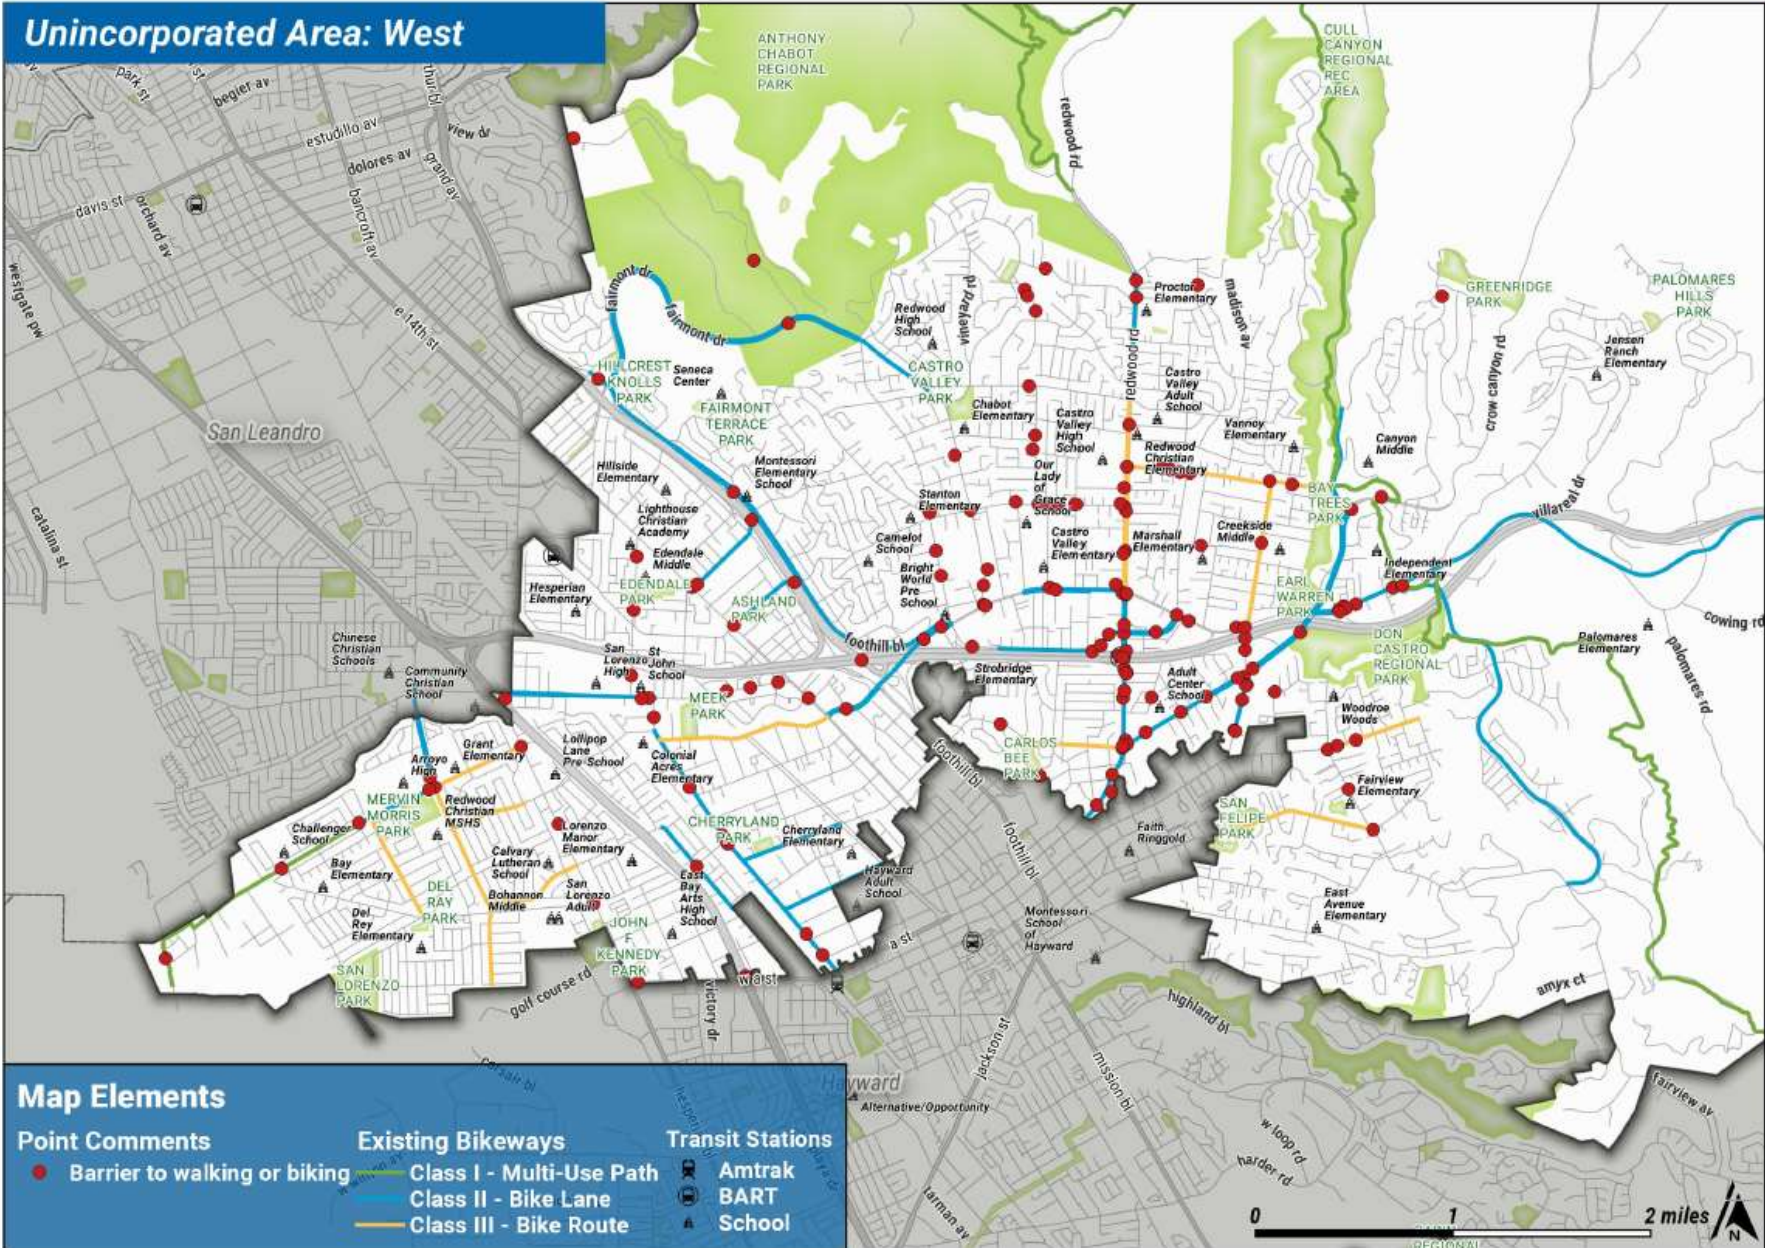 Unincorporated Area: West
ANTHONY
CHABOT
REGIONAL
PARK
CULL
CANYON
REGIONAL
REC
AREA
park st
begier av
estudillo av
view dr
dolores av
grand av
davis st
orchard av
bancroft av
redwood rd
westgate pw
e 14th st
fairmont dr
fairmont dr
Redwood
High
School
vineyard rd
Proctor
Elementary
madison av
GREENRIDGE
PARK
PALOMARES
HILLS
PARK
Jensen
Ranch
Elementary
crow canyon rd
redwood rd
HILLCREST
KNOLLS
PARK
Seneca
Center
FAIRMONT
TERRACE
PARK
CASTRO
VALLEY
PARK
Chabot
Elementary
Castro
Valley
High
School
Castro
Valley
Adult
School
Vannoy
Elementary
Canyon
Middle
San Leandro
Redwood
Christian
Elementary
Hillside
Elementary
Montessori
Elementary
School
Our
Lady
of
Grace
School
Stanton
Elementary
BAY
TREES
PARK
villareal dr
catalina st
Lighthouse
Christian
Academy
Edendale
Middle
Camelot
School
Castro
Valley
Elementary
Marshall
Elementary
Creekside
Middle
Independent
Elementary
Hesperian
Elementary
EDENDALE
PARK
ASHLAND
PARK
Bright
World
Pre
School
EARL
WARREN
PARK
Chinese
Christian
Schools
foothill bl
DON
CASTRO
REGIONAL
PARK
Palomares
Elementary
cowing rd
palomares rd
Community
Christian
School
San
Lorenzo
High
St
John
School
Strobridge
Elementary
Adult
Center
School
MEEK
PARK
Woodroe
Woods
Grant
Elementary
Lollipop
Lane
Pre-School
Colonial
Acres
Elementary
foothill bl
CARLOS
BEE
PARK
Arroyo
High
MERVIN
MORRIS
PARK
Redwood
Christian
MSHS
Fairview
Elementary
SAN
FELIPE
PARK
Challenger
School
Lorenzo
Manor
Elementary
CHERRYLAND
PARK
Cherryland
Elementary
foothill bl
Faith
Ringgold
Bay
Elementary
Calvary
Lutheran
School
Hayward
Adult
School
DEL
RAY
PARK
Bohannon
Middle
San
Lorenzo
Adult
East
Bay
Arts
High
School
East
Avenue
Elementary
Del
Rey
Elementary
JOHN
F
KENNEDY
PARK
a st
Montessori
School
of
Hayward
SAN
LORENZO
PARK
golf course rd
w a st
victory dr
highland bl
amyx ct
jackson st
mission bl
corsair bl
Hayward
Alternative/Opportunity
fairview av
w loop rd
harder rd
tarman av
Map Elements
Point Comments
Barrier to walking or biking
Existing Bikeways
Class I - Multi-Use Path
Class II - Bike Lane
Class III - Bike Route
Transit Stations
Amtrak
BART
School
0 1 2 miles
N
REGIONAL